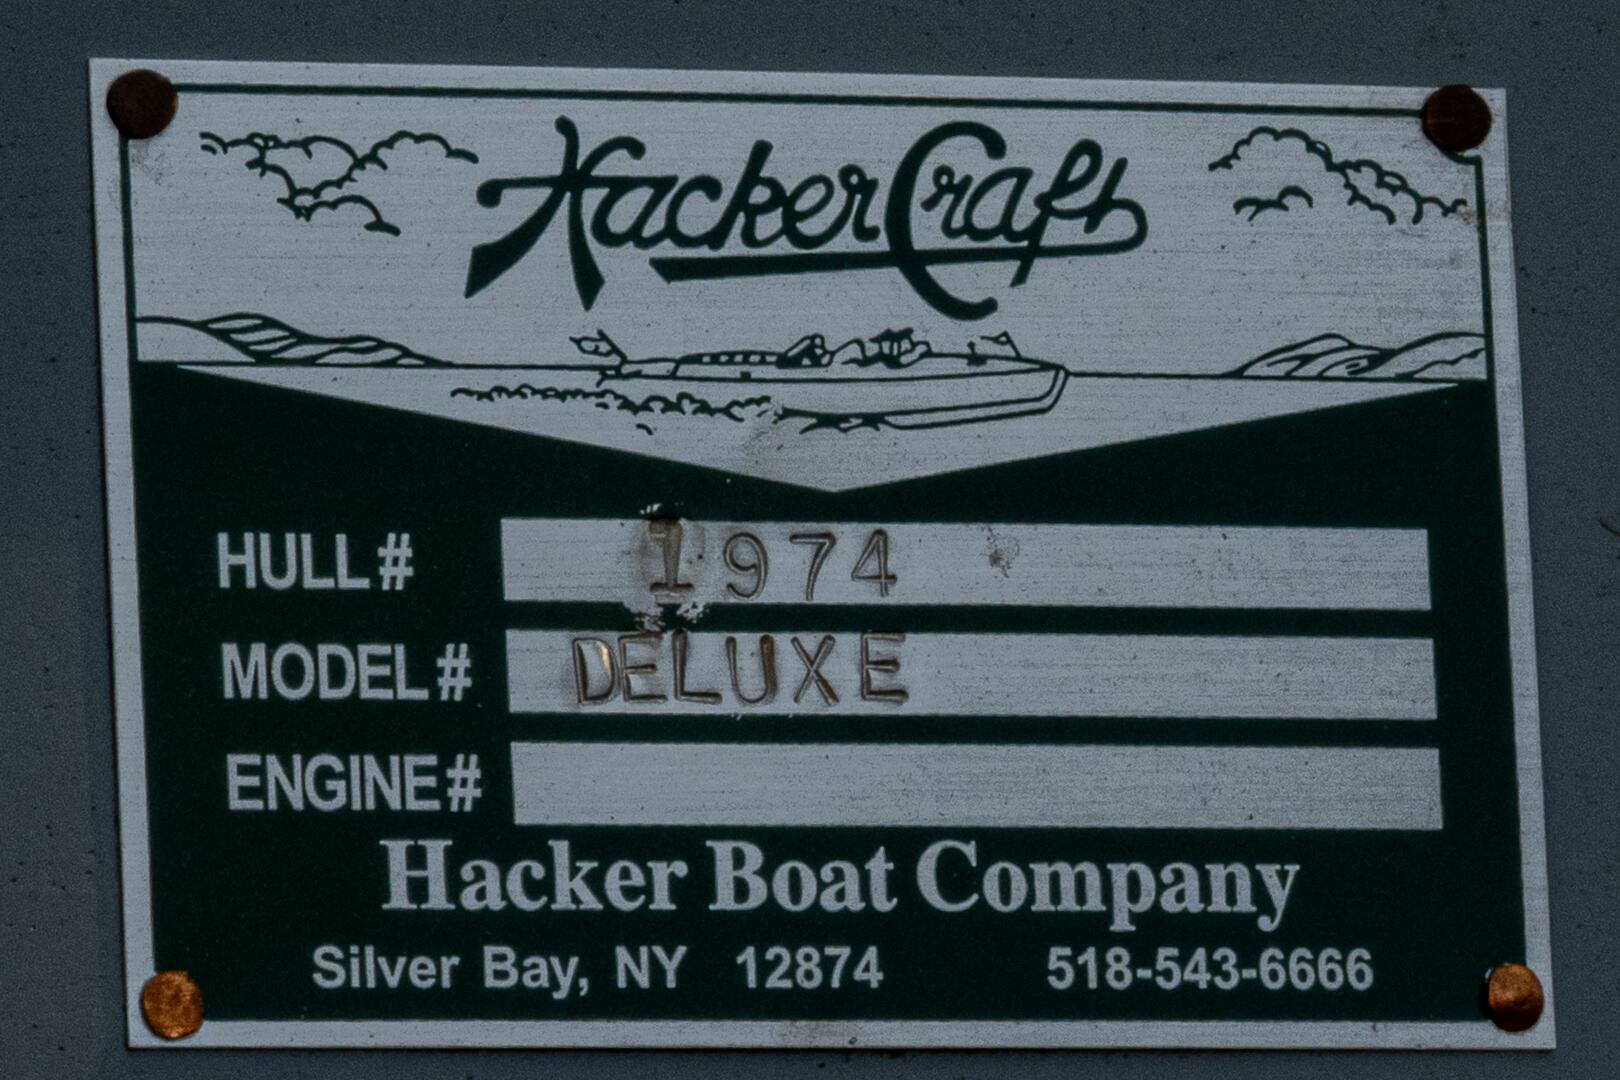 HackerCraft
HULL# 1974
MODEL# DELUXE
ENGINE#
Hacker Boat Company
Silver Bay, NY 12874 518-543-6666